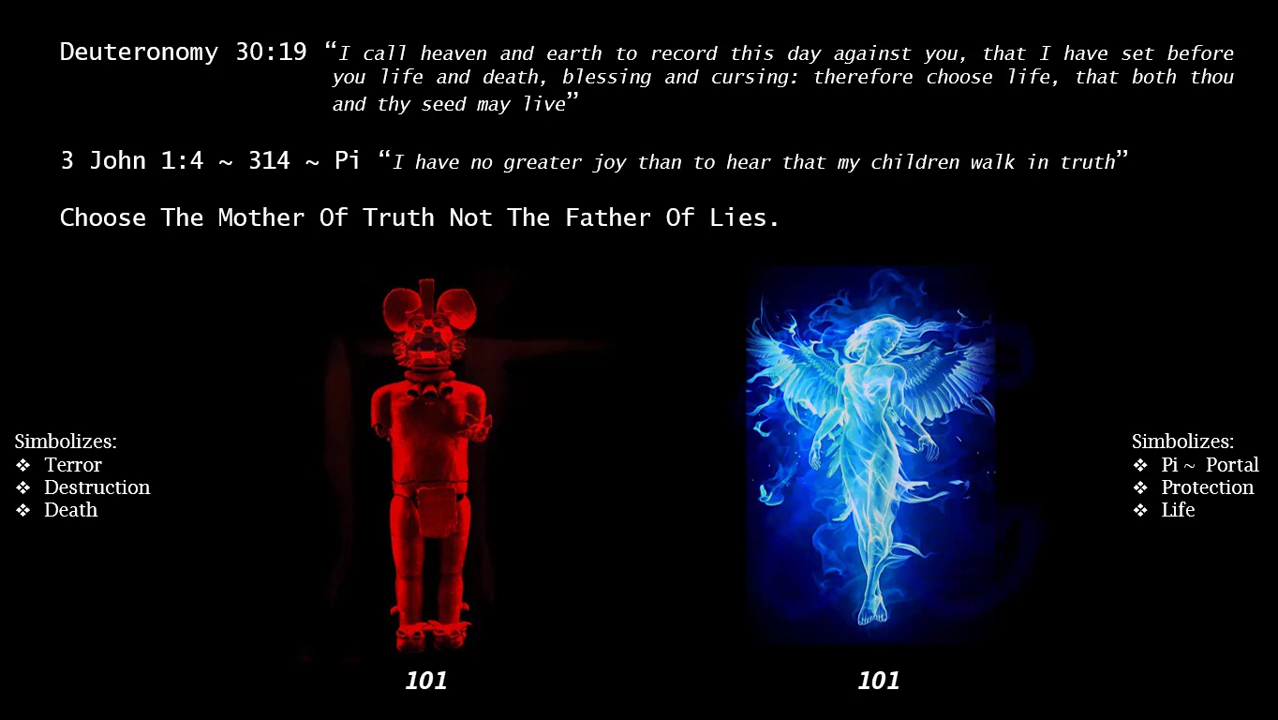 Deuteronomy 30:19 “I call heaven and earth to record this day against you, that I have set before
you life and death, blessing and cursing: therefore choose life, that both thou
and thy seed may live”
3 John 1:4 ~ 314 ~ Pi “I have no greater joy than to hear that my children walk in truth”
Choose The Mother Of Truth Not The Father Of Lies.
Simbolizes:
❖ Terror
❖ Destruction
❖ Death
Simbolizes:
❖ Pi ~ Portal
❖ Protection
❖ Life
101
101